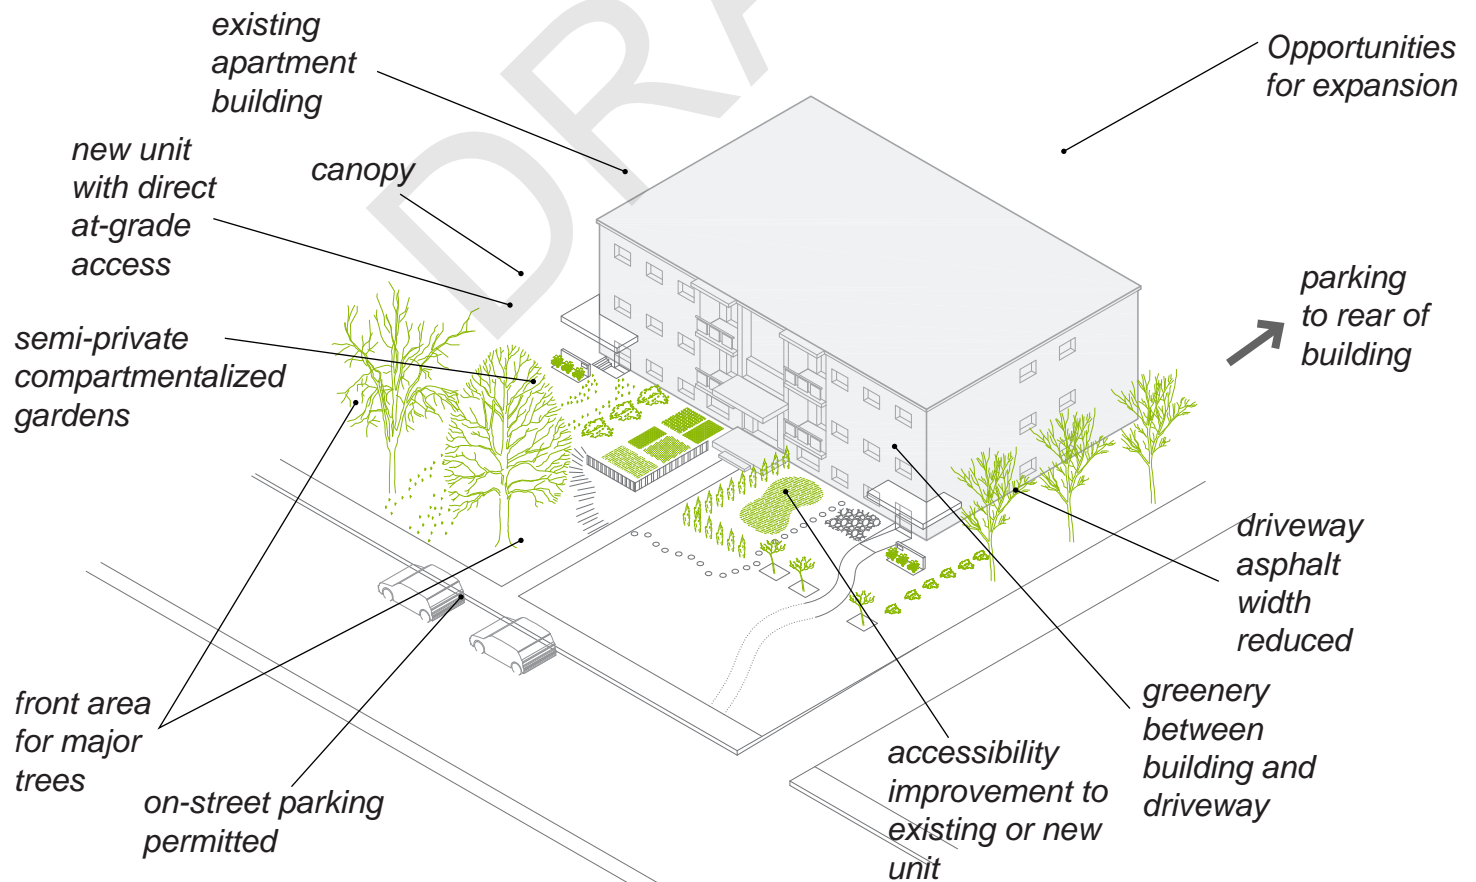 existing
apartment
building
Opportunities
for expansion
new unit
with direct
at-grade
access
canopy
parking
to rear of
building
semi-private
compartmentalized
gardens
driveway
asphalt
width
reduced
front area
for major
trees
on-street parking
permitted
accessibility
improvement to
existing or new
unit
greenery
between
building and
driveway
DRA